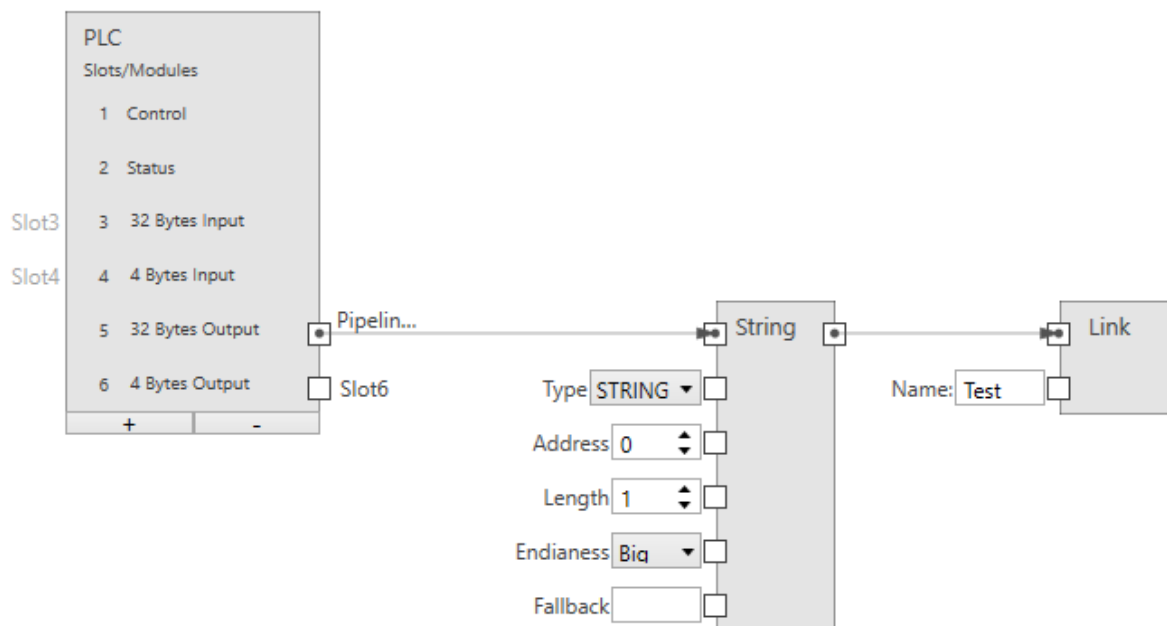 PLC
Slots/Modules
1 Control
2 Status
Slot3 3 32 Bytes Input
Slot4 4 4 Bytes Input
5 32 Bytes Output Pipelin... String Link
6 4 Bytes Output Slot6 Type STRING Name: Test
+ -
Address 0
Length 1
Endianess Big
Fallback